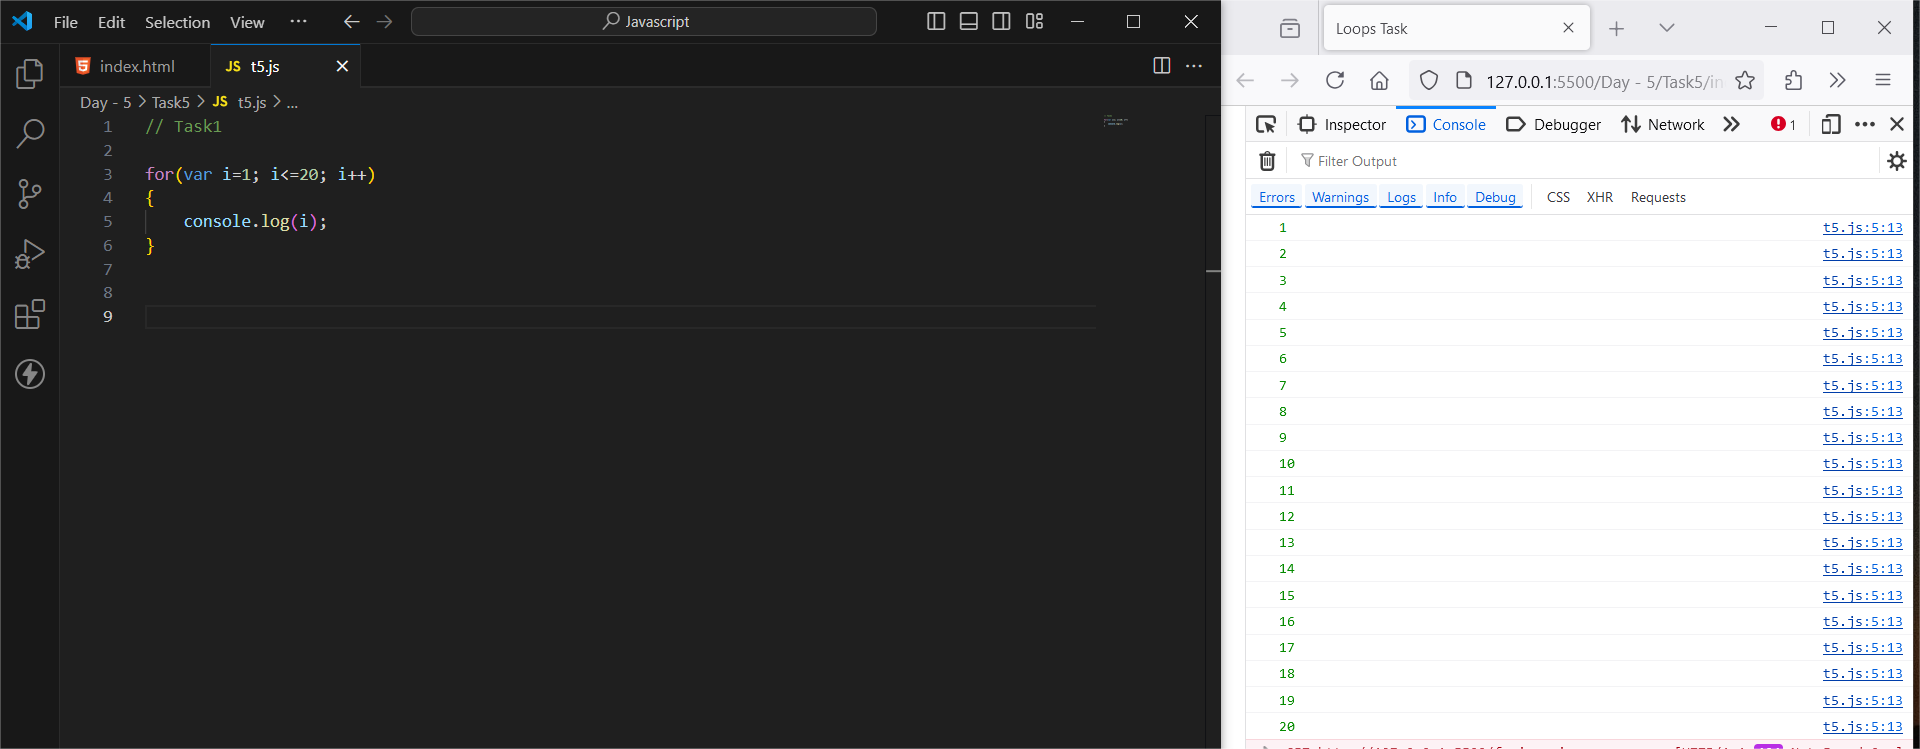 File Edit Selection View ··· Javascript
index.html JS t5.js
Day - 5 > Task5 > JS t5.js > ...
1 // Task1
2
3 for(var i=1; i<=20; i++)
4 {
5 console.log(i);
6 }
7
8
9
Loops Task
127.0.0.1:5500/Day - 5/Task5/in
Inspector Console Debugger Network 1
Filter Output
Errors Warnings Logs Info Debug CSS XHR Requests
1 t5.js:5:13
2 t5.js:5:13
3 t5.js:5:13
4 t5.js:5:13
5 t5.js:5:13
6 t5.js:5:13
7 t5.js:5:13
8 t5.js:5:13
9 t5.js:5:13
10 t5.js:5:13
11 t5.js:5:13
12 t5.js:5:13
13 t5.js:5:13
14 t5.js:5:13
15 t5.js:5:13
16 t5.js:5:13
17 t5.js:5:13
18 t5.js:5:13
19 t5.js:5:13
20 t5.js:5:13